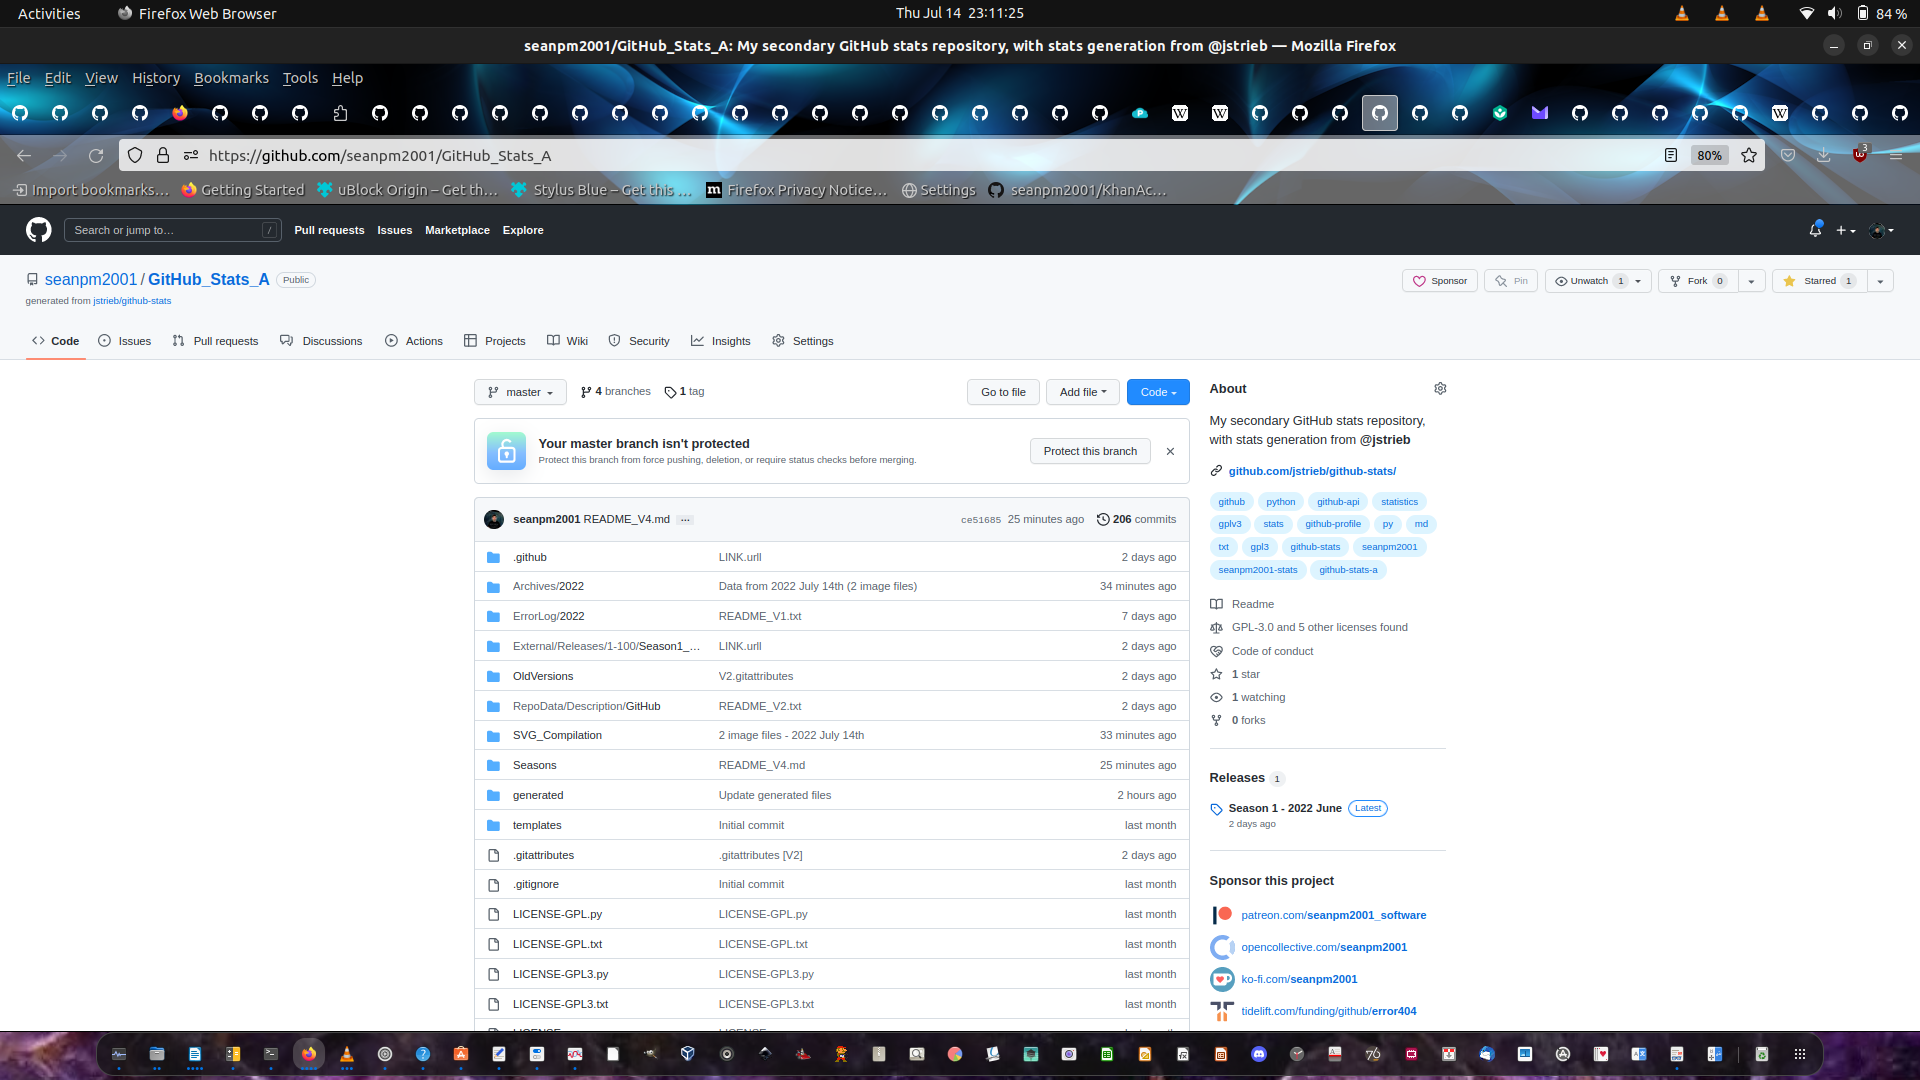 Activities Firefox Web Browser Thu Jul 14 23:11:25 84 %
seanpm2001/GitHub_Stats_A: My secondary GitHub stats repository, with stats generation from @jstrieb — Mozilla Firefox
File Edit View History Bookmarks Tools Help
https://github.com/seanpm2001/GitHub_Stats_A 80% 3
Import bookmarks… Getting Started uBlock Origin – Get th… Stylus Blue – Get this … Firefox Privacy Notice… Settings seanpm2001/KhanAc…
Search or jump to… / Pull requests Issues Marketplace Explore
seanpm2001 / GitHub_Stats_A Public Sponsor Pin Unwatch 1 Fork 0 Starred 1
generated from jstrieb/github-stats
Code Issues Pull requests Discussions Actions Projects Wiki Security Insights Settings
master 4 branches 1 tag Go to file Add file Code
Your master branch isn't protected
Protect this branch from force pushing, deletion, or require status checks before merging.
Protect this branch
seanpm2001 README_V4.md ... ce51685 25 minutes ago 206 commits
.github LINK.urll 2 days ago
Archives/2022 Data from 2022 July 14th (2 image files) 34 minutes ago
ErrorLog/2022 README_V1.txt 7 days ago
External/Releases/1-100/Season1_… LINK.urll 2 days ago
OldVersions V2.gitattributes 2 days ago
RepoData/Description/GitHub README_V2.txt 2 days ago
SVG_Compilation 2 image files - 2022 July 14th 33 minutes ago
Seasons README_V4.md 25 minutes ago
generated Update generated files 2 hours ago
templates Initial commit last month
.gitattributes .gitattributes [V2] 2 days ago
.gitignore Initial commit last month
LICENSE-GPL.py LICENSE-GPL.py last month
LICENSE-GPL.txt LICENSE-GPL.txt last month
LICENSE-GPL3.py LICENSE-GPL3.py last month
LICENSE-GPL3.txt LICENSE-GPL3.txt last month
About
My secondary GitHub stats repository,
with stats generation from @jstrieb
github.com/jstrieb/github-stats/
github python github-api statistics
gplv3 stats github-profile py md
txt gpl3 github-stats seanpm2001
seanpm2001-stats github-stats-a
Readme
GPL-3.0 and 5 other licenses found
Code of conduct
1 star
1 watching
0 forks
Releases 1
Season 1 - 2022 June Latest
2 days ago
Sponsor this project
patreon.com/seanpm2001_software
opencollective.com/seanpm2001
ko-fi.com/seanpm2001
tidelift.com/funding/github/error404